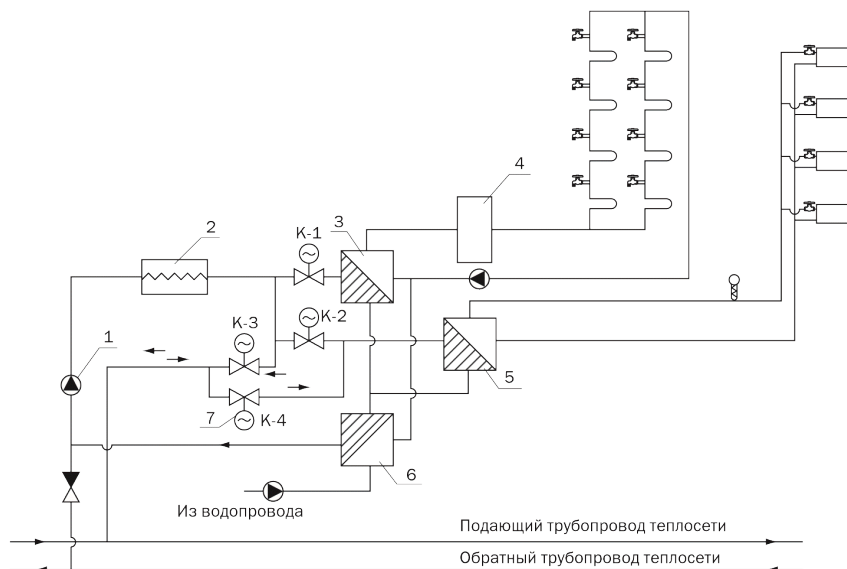 4
2
K-1
3
K-3
K-2
1
5
7
K-4
6
Из водопровода
Подающий трубопровод теплосети
Обратный трубопровод теплосети